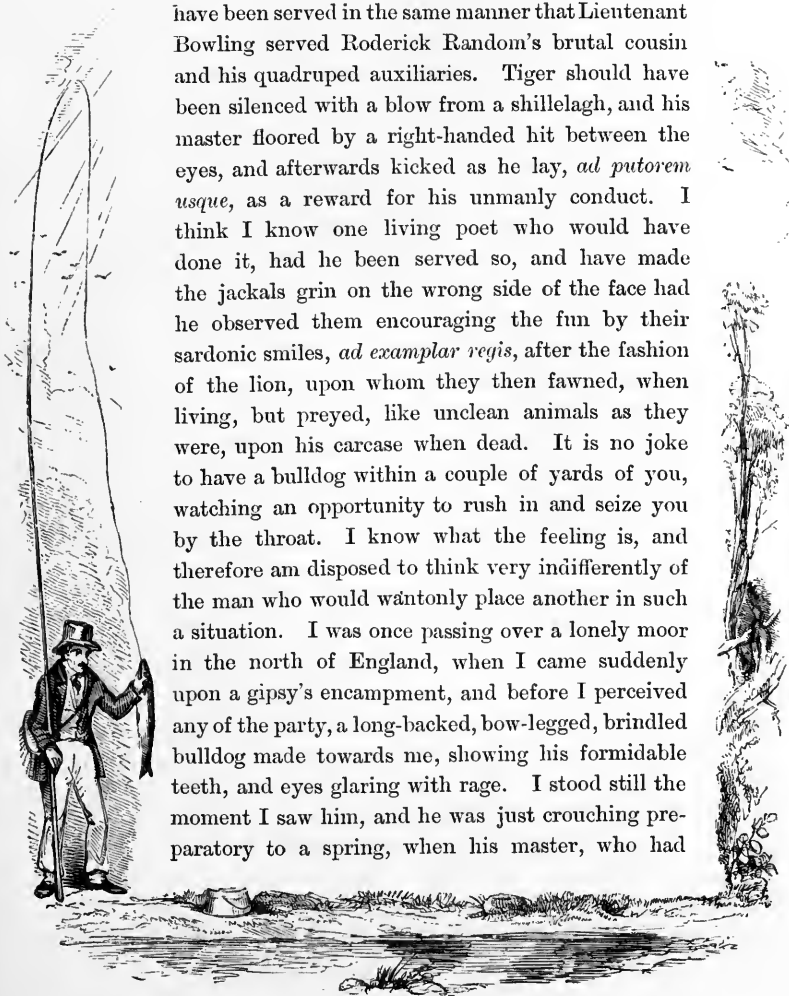 have been served in the same manner that Lieutenant
Bowling served Roderick Random's brutal cousin
and his quadruped auxiliaries. Tiger should have
been silenced with a blow from a shillelagh, and his
master floored by a right-handed hit between the
eyes, and afterwards kicked as he lay, ad putorem
usque, as a reward for his unmanly conduct. I
think I know one living poet who would have
done it, had he been served so, and have made
the jackals grin on the wrong side of the face had
he observed them encouraging the fun by their
sardonic smiles, ad examplar regis, after the fashion
of the lion, upon whom they then fawned, when
living, but preyed, like unclean animals as they
were, upon his carcase when dead. It is no joke
to have a bulldog within a couple of yards of you,
watching an opportunity to rush in and seize you
by the throat. I know what the feeling is, and
therefore am disposed to think very indifferently of
the man who would wantonly place another in such
a situation. I was once passing over a lonely moor
in the north of England, when I came suddenly
upon a gipsy's encampment, and before I perceived
any of the party, a long-backed, bow-legged, brindled
bulldog made towards me, showing his formidable
teeth, and eyes glaring with rage. I stood still the
moment I saw him, and he was just crouching pre-
paratory to a spring, when his master, who had